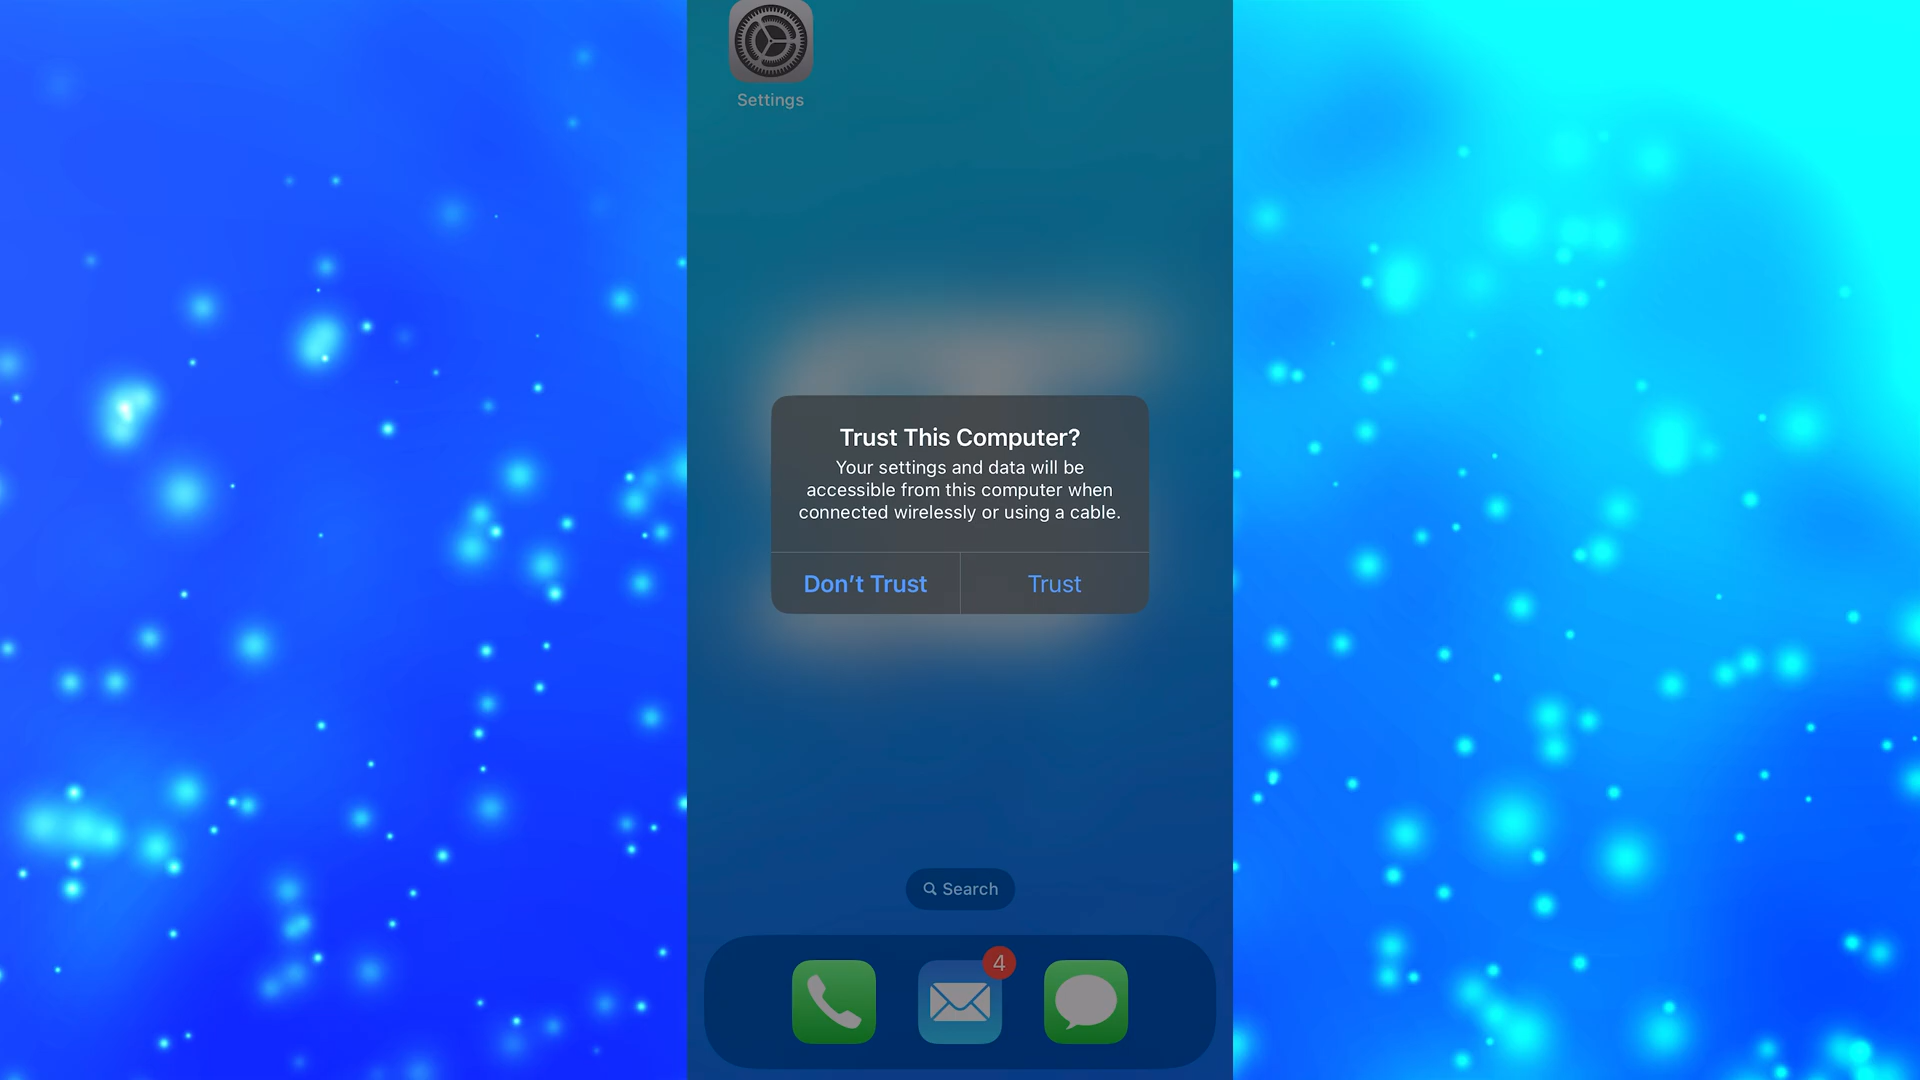 Settings
Trust This Computer?
Your settings and data will be
accessible from this computer when
connected wirelessly or using a cable.
Don’t Trust
Trust
Search
4